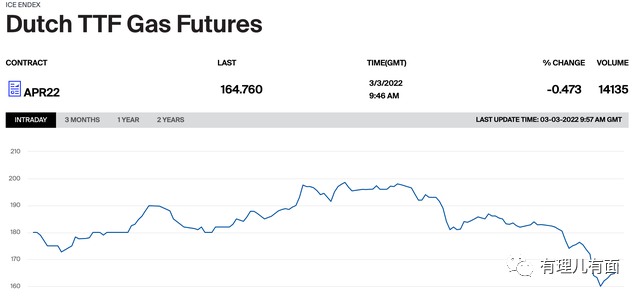 ICE ENDEX
Dutch TTF Gas Futures
CONTRACT LAST TIME(GMT) % CHANGE VOLUME
APR22 164.760 3/3/2022 9:46 AM -0.473 14135
INTRADAY 3 MONTHS 1 YEAR 2 YEARS LAST UPDATE TIME: 03-03-2022 9:57 AM GMT
210
200
190
180
170
160
有理儿有面